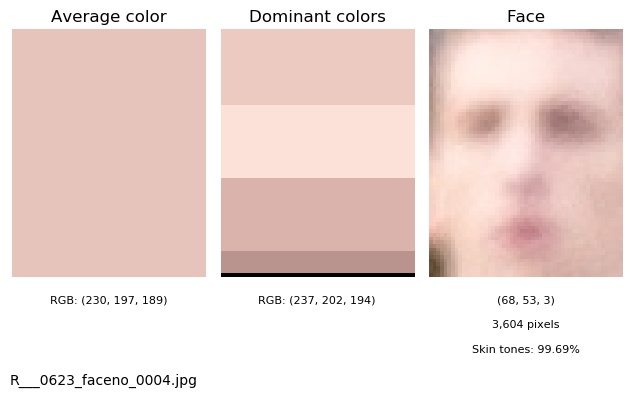 Average color
Dominant colors
Face
RGB: (230, 197, 189)
RGB: (237, 202, 194)
(68, 53, 3)
3,604 pixels
Skin tones: 99.69%
R___0623_faceno_0004.jpg